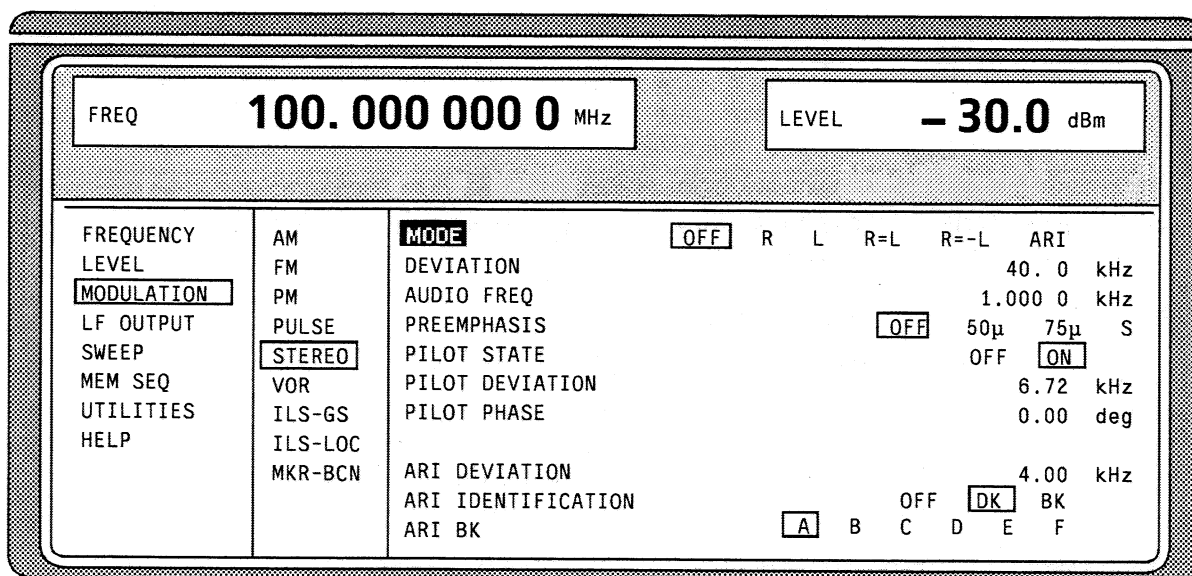 FREQ 100. 000 000 0 MHz LEVEL – 30.0 dBm
FREQUENCY
LEVEL
MODULATION
LF OUTPUT
SWEEP
MEM SEQ
UTILITIES
HELP
AM
FM
PM
PULSE
STEREO
VOR
ILS-GS
ILS-LOC
MKR-BCN
MODE OFF R L R=L R=-L ARI
DEVIATION 40. 0 kHz
AUDIO FREQ 1.000 0 kHz
PREEMPHASIS OFF 50µ 75µ S
PILOT STATE OFF ON
PILOT DEVIATION 6.72 kHz
PILOT PHASE 0.00 deg
ARI DEVIATION 4.00 kHz
ARI IDENTIFICATION OFF DK BK
ARI BK A B C D E F